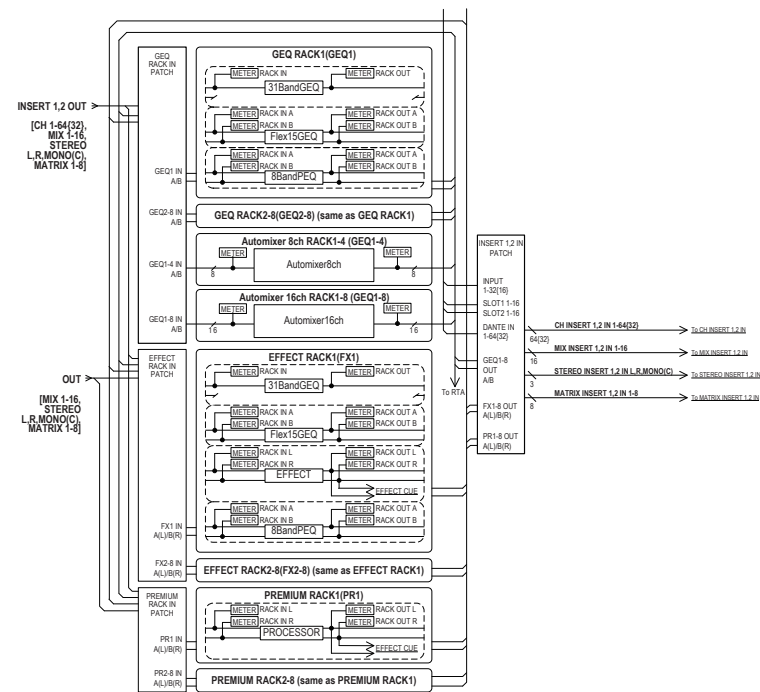 GEQ
RACK IN
PATCH
GEQ RACK1(GEQ1)
METER RACK IN
METER RACK OUT
31BandGEQ
METER RACK IN A
METER RACK OUT A
METER RACK IN B
METER RACK OUT B
Flex15GEQ
METER RACK IN A
METER RACK OUT A
METER RACK IN B
METER RACK OUT B
8BandPEQ
INSERT 1,2 OUT
[CH 1-64{32},
MIX 1-16,
STEREO
L,R,MONO(C),
MATRIX 1-8]
GEQ1 IN
A/B
GEQ2-8 IN
A/B
GEQ RACK2-8(GEQ2-8) (same as GEQ RACK1)
Automixer 8ch RACK1-4 (GEQ1-4)
METER
METER
Automixer8ch
GEQ1-4 IN
A/B
8
8
Automixer 16ch RACK1-8 (GEQ1-8)
METER
METER
Automixer16ch
GEQ1-8 IN
A/B
16
16
EFFECT
RACK IN
PATCH
EFFECT RACK1(FX1)
METER RACK IN
METER RACK OUT
31BandGEQ
METER RACK IN A
METER RACK OUT A
METER RACK IN B
METER RACK OUT B
Flex15GEQ
METER RACK IN L
METER RACK OUT L
METER RACK IN R
METER RACK OUT R
EFFECT
EFFECT CUE
METER RACK IN A
METER RACK OUT A
METER RACK IN B
METER RACK OUT B
8BandPEQ
OUT
[MIX 1-16,
STEREO
L,R,MONO(C),
MATRIX 1-8]
FX1 IN
A(L)/B(R)
FX2-8 IN
A(L)/B(R)
EFFECT RACK2-8(FX2-8) (same as EFFECT RACK1)
PREMIUM
RACK IN
PATCH
PREMIUM RACK1(PR1)
METER RACK IN L
METER RACK OUT L
METER RACK IN R
METER RACK OUT R
PROCESSOR
EFFECT CUE
PR1 IN
A(L)/B(R)
PR2-8 IN
A(L)/B(R)
PREMIUM RACK2-8 (same as PREMIUM RACK1)
To RTA
INSERT 1,2 IN
PATCH
INPUT
1-32{16}
SLOT1 1-16
SLOT2 1-16
DANTE IN
1-64{32}
GEQ1-8
OUT
A/B
FX1-8 OUT
A(L)/B(R)
PR1-8 OUT
A(L)/B(R)
CH INSERT 1,2 IN 1-64{32}
64{32}
To CH INSERT 1,2 IN
MIX INSERT 1,2 IN 1-16
16
To MIX INSERT 1,2 IN
STEREO INSERT 1,2 IN L,R,MONO(C)
3
To STEREO INSERT 1,2 IN
MATRIX INSERT 1,2 IN 1-8
8
To MATRIX INSERT 1,2 IN